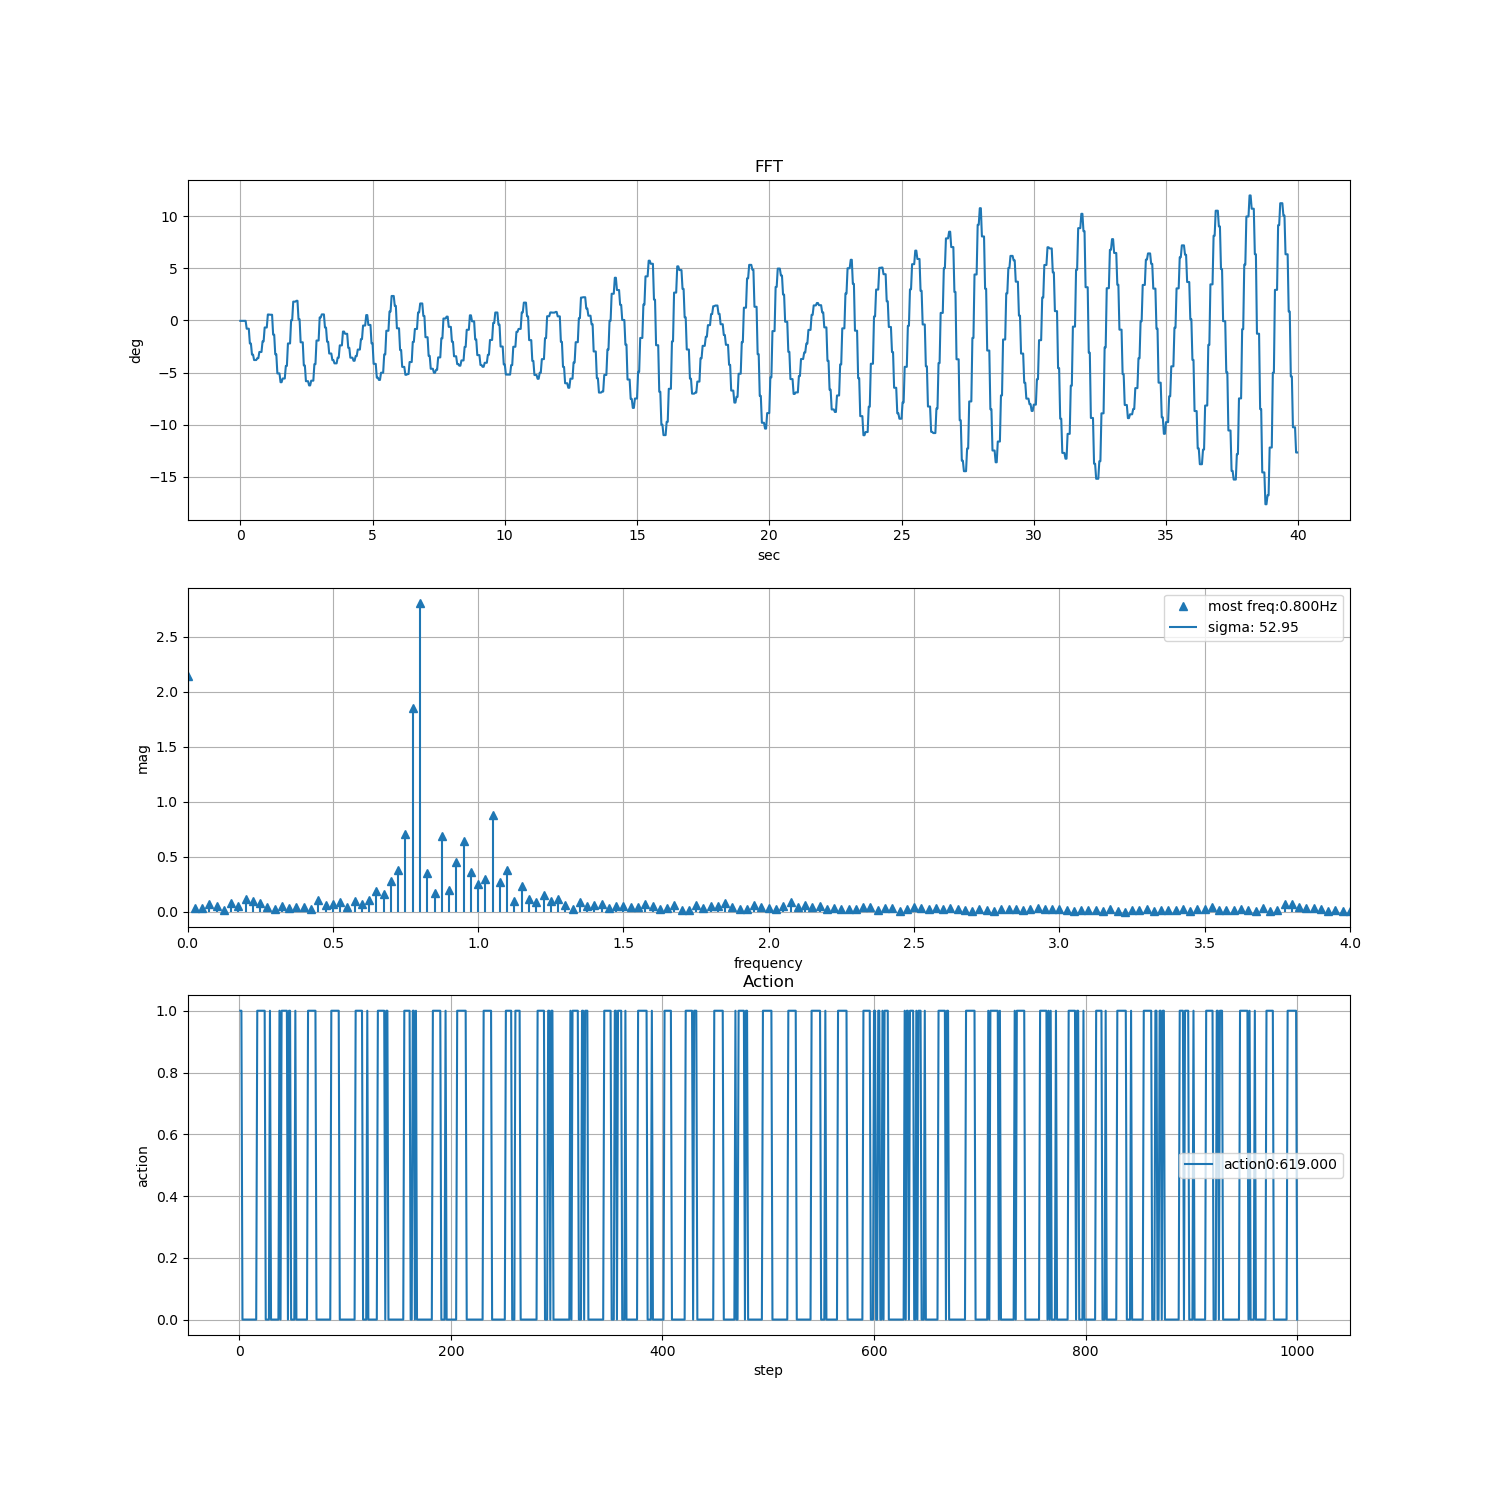 FFT
10
5
0
−5
−10
−15
deg
0 5 10 15 20 25 30 35 40
sec
most freq:0.800Hz
sigma: 52.95
2.5
2.0
1.5
1.0
0.5
0.0
mag
0.0 0.5 1.0 1.5 2.0 2.5 3.0 3.5 4.0
frequency
Action
1.0
0.8
0.6
0.4
0.2
0.0
action
action0:619.000
0 200 400 600 800 1000
step